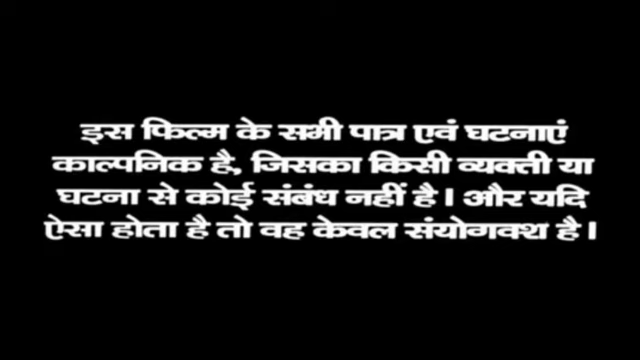 इस फिल्म के सभी पात्र एवं घटनाएं
काल्पनिक है, जिसका किसी व्यक्ती या
घटना से कोई संबंध नहीं है। और यदि
ऐसा होता है तो वह केवल संयोगवश है।